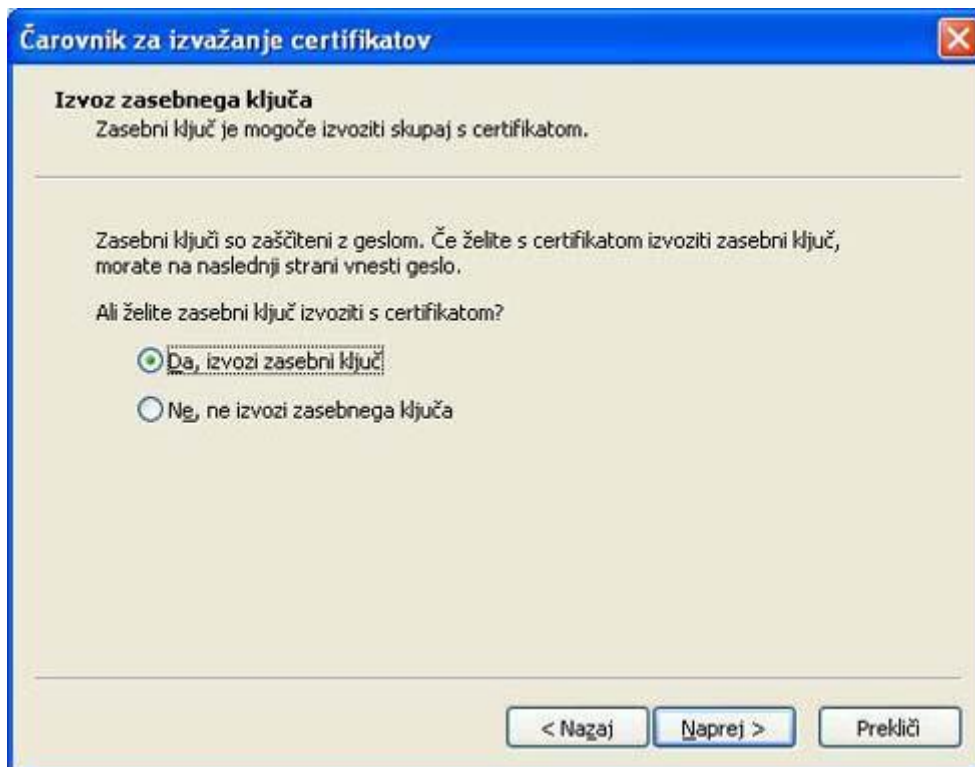 Čarovnik za izvažanje certifikatov
Izvoz zasebnega ključa
Zasebni ključ je mogoče izvoziti skupaj s certifikatom.
Zasebni ključi so zaščiteni z geslom. Če želite s certifikatom izvoziti zasebni ključ,
morate na naslednji strani vnesti geslo.
Ali želite zasebni ključ izvoziti s certifikatom?
Da, izvozi zasebni ključ
Ne, ne izvozi zasebnega ključa
< Nazaj
Naprej >
Prekliči